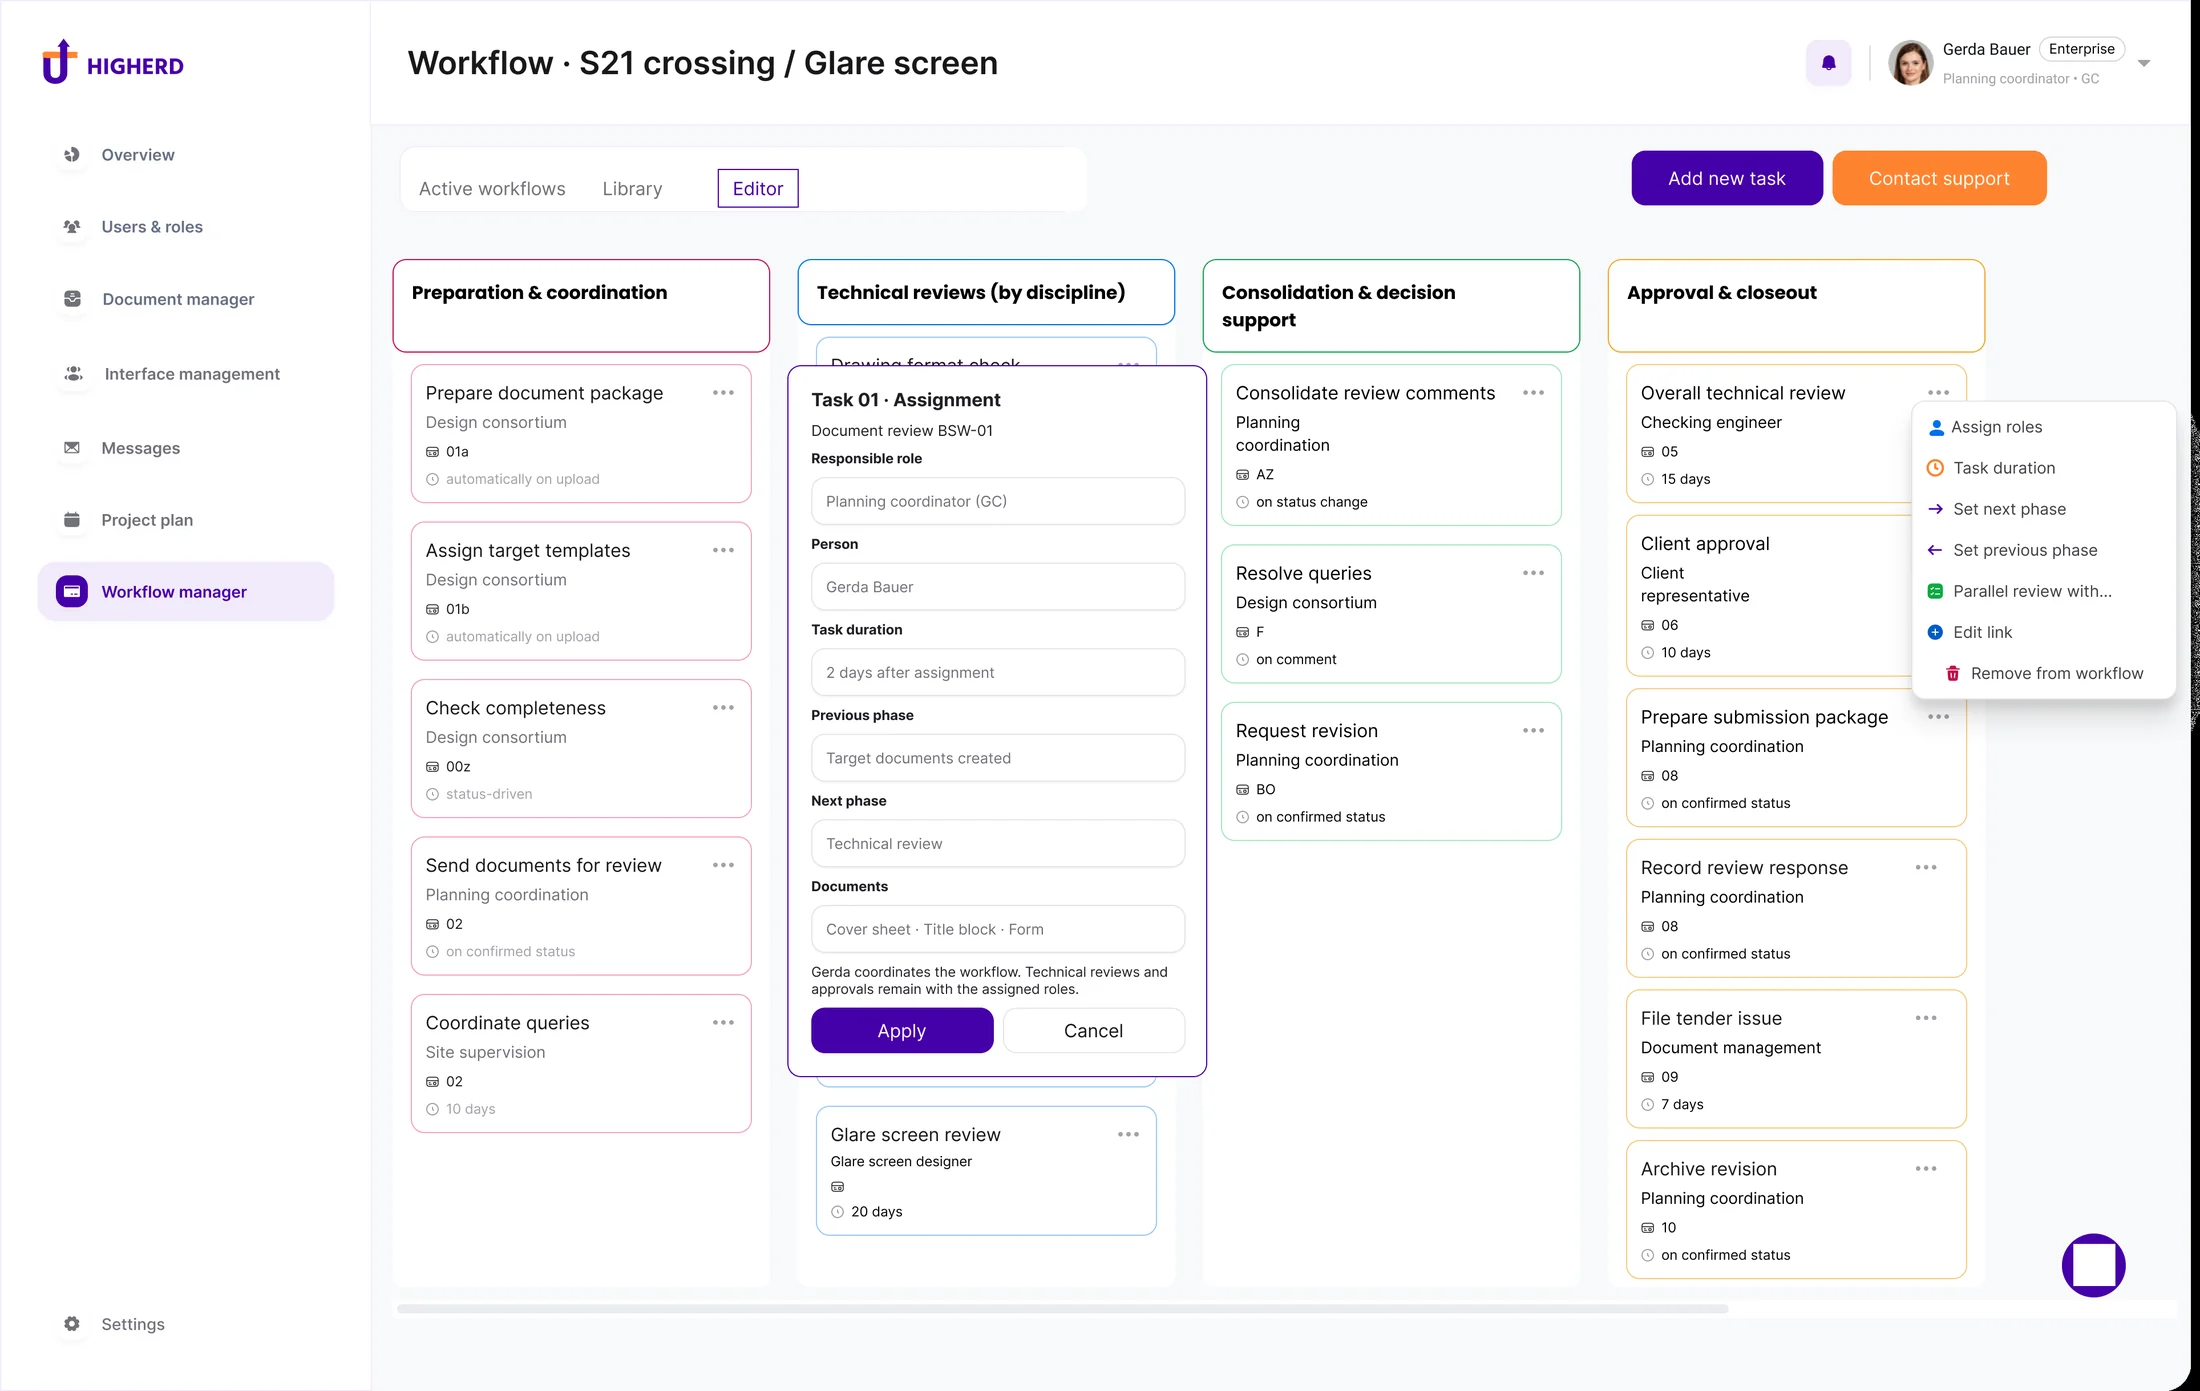 HIGHERD
Workflow · S21 crossing / Glare screen
Gerda Bauer
Enterprise
Planning coordinator • GC
Overview
Users & roles
Document manager
Interface management
Messages
Project plan
Workflow manager
Settings
Active workflows
Library
Editor
Add new task
Contact support
Preparation & coordination
Prepare document package
Design consortium
01a
automatically on upload
Assign target templates
Design consortium
01b
automatically on upload
Check completeness
Design consortium
00z
status-driven
Send documents for review
Planning coordination
02
on confirmed status
Coordinate queries
Site supervision
02
10 days
Technical reviews (by discipline)
Drawing format check
Task 01 · Assignment
Document review BSW-01
Responsible role
Planning coordinator (GC)
Person
Gerda Bauer
Task duration
2 days after assignment
Previous phase
Target documents created
Next phase
Technical review
Documents
Cover sheet · Title block · Form
Gerda coordinates the workflow. Technical reviews and
approvals remain with the assigned roles.
Apply
Cancel
Glare screen review
Glare screen designer
20 days
Consolidation & decision
support
Consolidate review comments
Planning
coordination
AZ
on status change
Resolve queries
Design consortium
F
on comment
Request revision
Planning coordination
BO
on confirmed status
Approval & closeout
Overall technical review
Checking engineer
05
15 days
Client approval
Client
representative
06
10 days
Prepare submission package
Planning coordination
08
on confirmed status
Record review response
Planning coordination
08
on confirmed status
File tender issue
Document management
09
7 days
Archive revision
Planning coordination
10
on confirmed status
Assign roles
Task duration
Set next phase
Set previous phase
Parallel review with...
Edit link
Remove from workflow